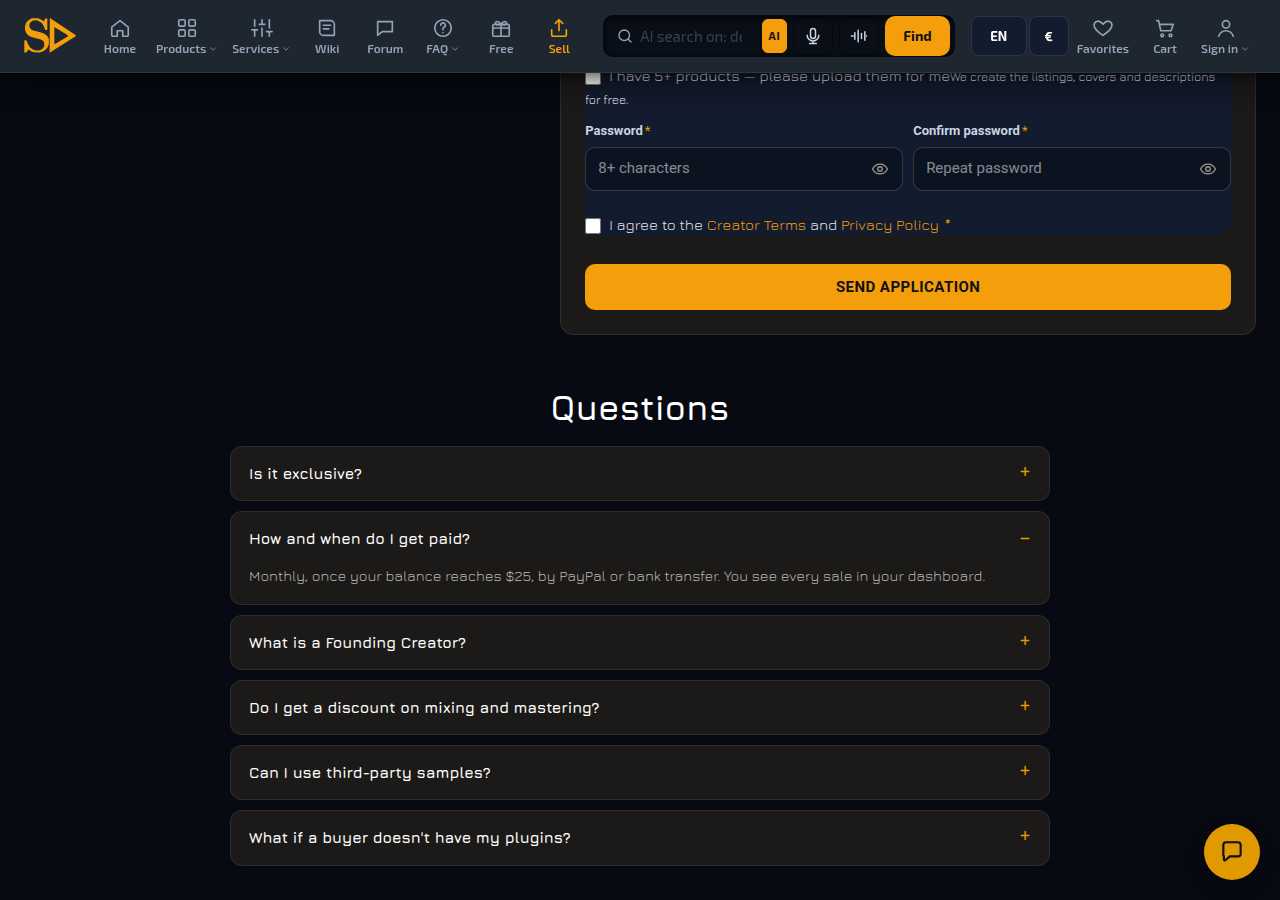 Home
Products
Services
Wiki
Forum
FAQ
Free
Sell
AI search on: de
AI
Find
EN
€
Favorites
Cart
Sign in
I have 5+ products — please upload them for meWe create the listings, covers and descriptions
for free.
Password *
Confirm password *
8+ characters
Repeat password
I agree to the Creator Terms and Privacy Policy *
SEND APPLICATION
Questions
Is it exclusive?
+
How and when do I get paid?
−
Monthly, once your balance reaches $25, by PayPal or bank transfer. You see every sale in your dashboard.
What is a Founding Creator?
+
Do I get a discount on mixing and mastering?
+
Can I use third-party samples?
+
What if a buyer doesn't have my plugins?
+